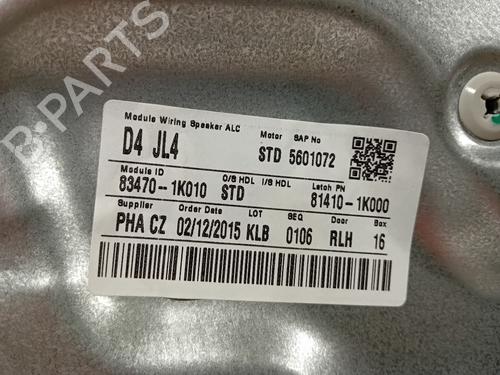 B-PARTS
Module Wiring Speaker ALC Motor SAP No
D4 JL4 STD 5601072
Module ID O/S HDL I/S HDL Latch PN
83470-1K010 STD 81410-1K000
Supplier Order Date LOT SEQ Door Box
PHA CZ 02/12/2015 KLB 0106 RLH 16